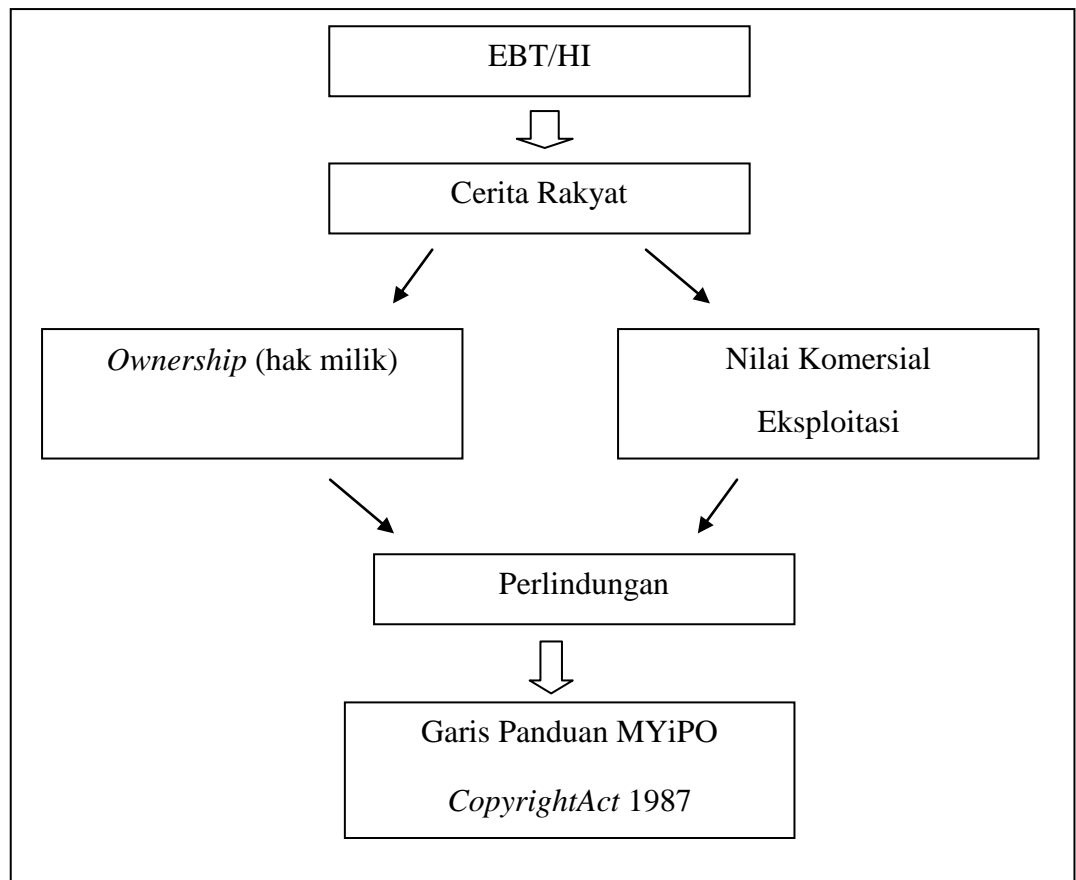 EBT/HI
Cerita Rakyat
Ownership (hak milik)
Nilai Komersial
Eksploitasi
Perlindungan
Garis Panduan MYiPO
CopyrightAct 1987